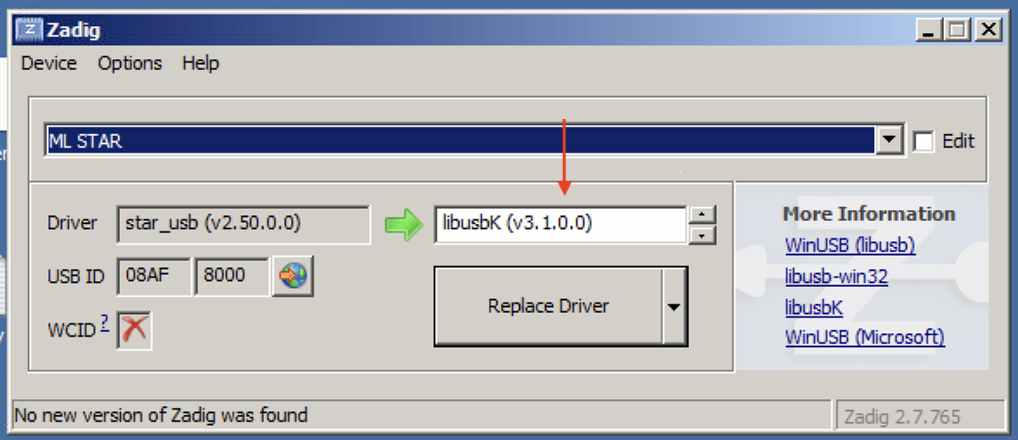 Zadig
Device Options Help
ML STAR
Edit
Driver star_usb (v2.50.0.0) libusbK (v3.1.0.0)
USB ID 08AF 8000
WCID ?
Replace Driver
More Information
WinUSB (libusb)
libusb-win32
libusbK
WinUSB (Microsoft)
No new version of Zadig was found
Zadig 2.7.765